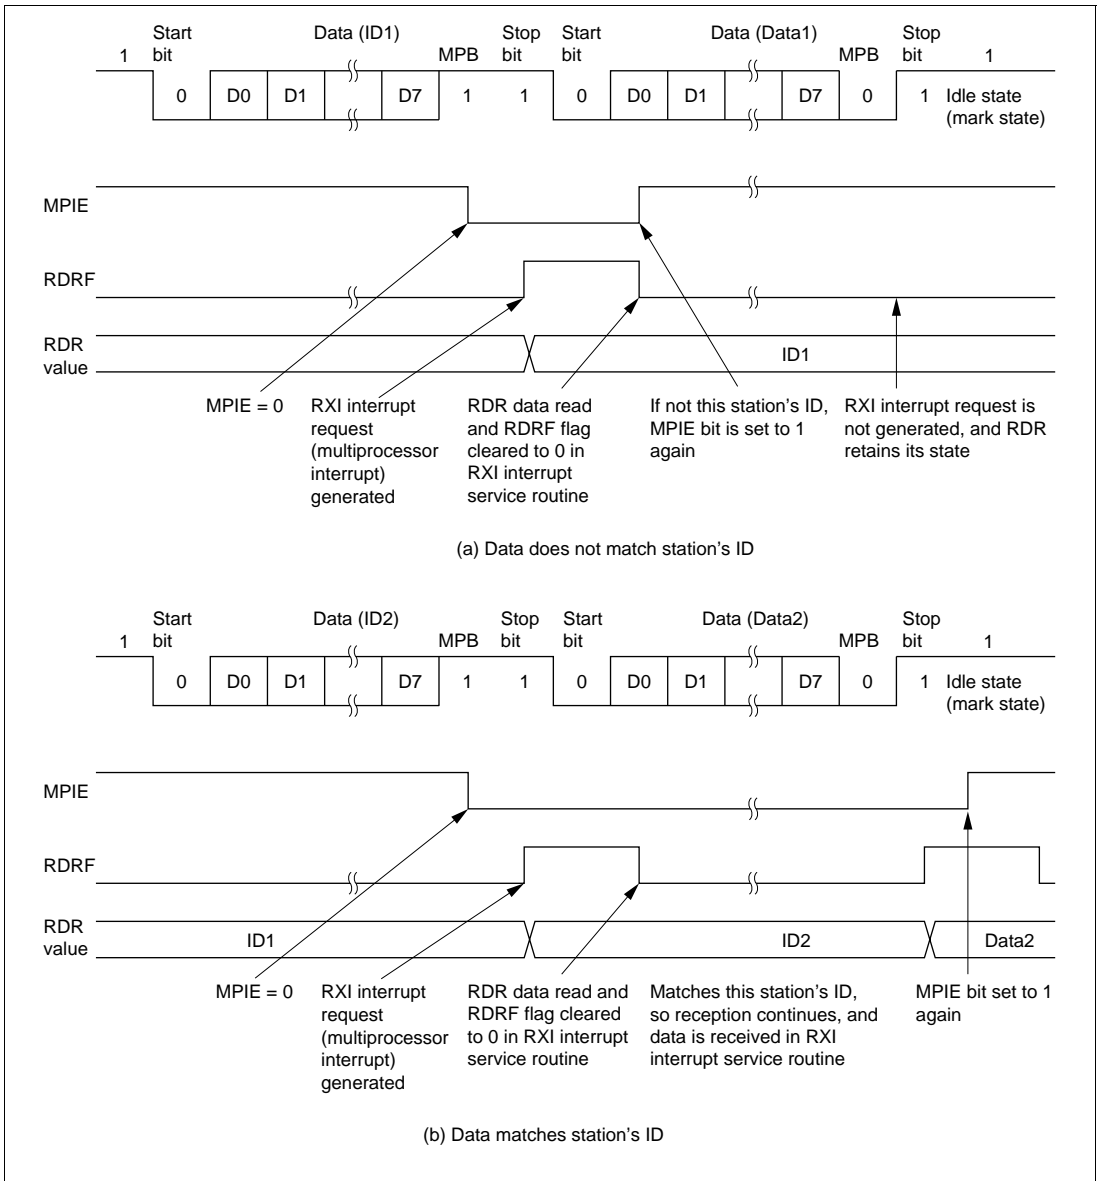 Start bit Data (ID1) MPB Stop bit Start bit Data (Data1) MPB Stop bit
1 1
0 D0 D1 D7 1 1 0 D0 D1 D7 0 1 Idle state (mark state)
MPIE
RDRF
RDR value
ID1
MPIE = 0
RXI interrupt
request
(multiprocessor
interrupt)
generated
RDR data read
and RDRF flag
cleared to 0 in
RXI interrupt
service routine
If not this station's ID,
MPIE bit is set to 1
again
RXI interrupt request is
not generated, and RDR
retains its state
(a) Data does not match station's ID
Start bit Data (ID2) MPB Stop bit Start bit Data (Data2) MPB Stop bit
1 1
0 D0 D1 D7 1 1 0 D0 D1 D7 0 1 Idle state (mark state)
MPIE
RDRF
RDR value
ID1 ID2 Data2
MPIE = 0
RXI interrupt
request
(multiprocessor
interrupt)
generated
RDR data read and
RDRF flag cleared
to 0 in RXI interrupt
service routine
Matches this station's ID,
so reception continues, and
data is received in RXI
interrupt service routine
MPIE bit set to 1
again
(b) Data matches station's ID